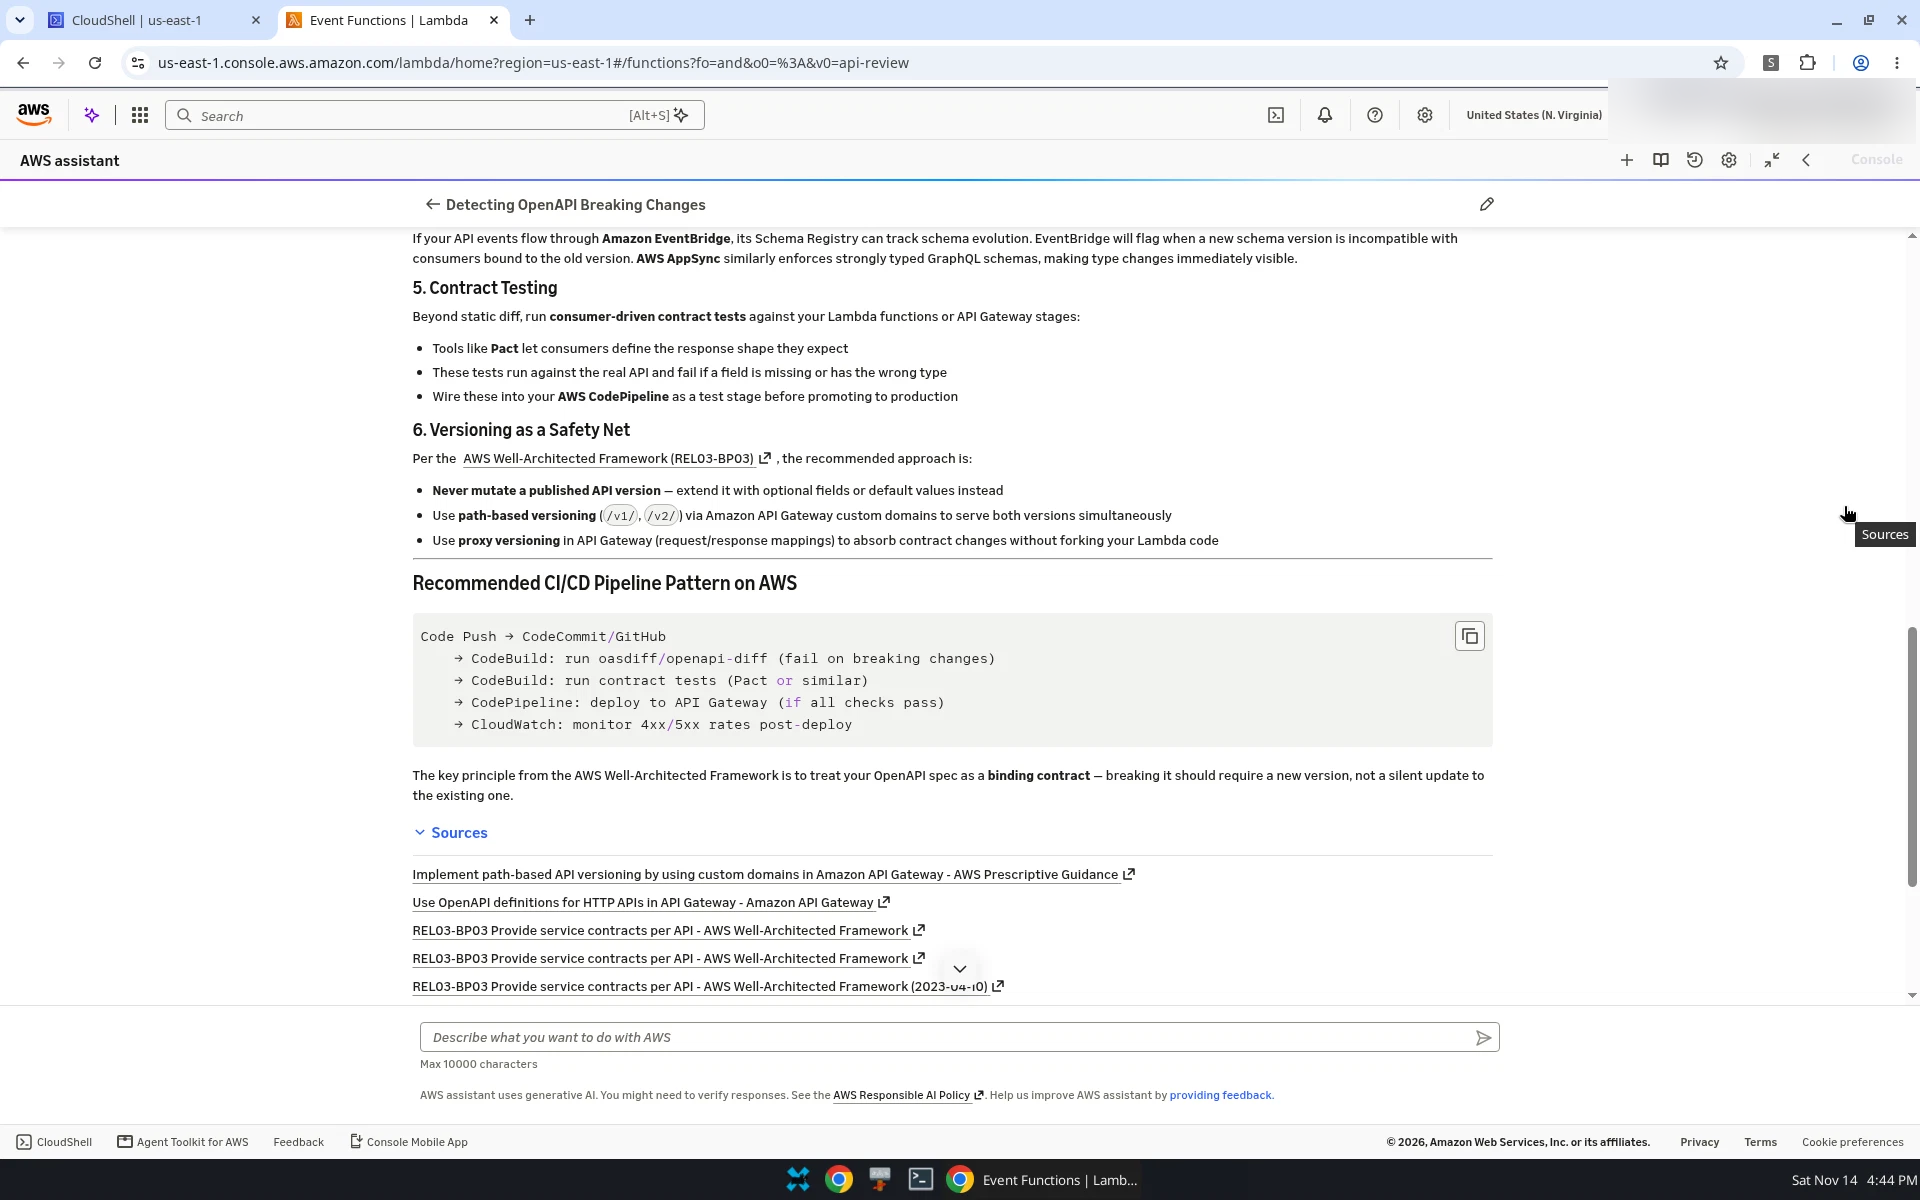 CloudShell | us-east-1
Event Functions | Lambda
us-east-1.console.aws.amazon.com/lambda/home?region=us-east-1#/functions?fo=and&o0=%3A&v0=api-review
S
aws
Search
[Alt+S]
United States (N. Virginia)
AWS assistant
Console
Detecting OpenAPI Breaking Changes
If your API events flow through Amazon EventBridge, its Schema Registry can track schema evolution. EventBridge will flag when a new schema version is incompatible with
consumers bound to the old version. AWS AppSync similarly enforces strongly typed GraphQL schemas, making type changes immediately visible.
5. Contract Testing
Beyond static diff, run consumer-driven contract tests against your Lambda functions or API Gateway stages:
• Tools like Pact let consumers define the response shape they expect
• These tests run against the real API and fail if a field is missing or has the wrong type
• Wire these into your AWS CodePipeline as a test stage before promoting to production
6. Versioning as a Safety Net
Per the AWS Well-Architected Framework (REL03-BP03) , the recommended approach is:
• Never mutate a published API version — extend it with optional fields or default values instead
• Use path-based versioning (/v1/, /v2/) via Amazon API Gateway custom domains to serve both versions simultaneously
Sources
• Use proxy versioning in API Gateway (request/response mappings) to absorb contract changes without forking your Lambda code
Recommended CI/CD Pipeline Pattern on AWS
Code Push → CodeCommit/GitHub
→ CodeBuild: run oasdiff/openapi-diff (fail on breaking changes)
→ CodeBuild: run contract tests (Pact or similar)
→ CodePipeline: deploy to API Gateway (if all checks pass)
→ CloudWatch: monitor 4xx/5xx rates post-deploy
The key principle from the AWS Well-Architected Framework is to treat your OpenAPI spec as a binding contract — breaking it should require a new version, not a silent update to
the existing one.
Sources
Implement path-based API versioning by using custom domains in Amazon API Gateway - AWS Prescriptive Guidance
Use OpenAPI definitions for HTTP APIs in API Gateway - Amazon API Gateway
REL03-BP03 Provide service contracts per API - AWS Well-Architected Framework
REL03-BP03 Provide service contracts per API - AWS Well-Architected Framework
REL03-BP03 Provide service contracts per API - AWS Well-Architected Framework (2023-04-10)
Describe what you want to do with AWS
Max 10000 characters
AWS assistant uses generative AI. You might need to verify responses. See the AWS Responsible AI Policy . Help us improve AWS assistant by providing feedback.
CloudShell
Agent Toolkit for AWS
Feedback
Console Mobile App
© 2026, Amazon Web Services, Inc. or its affiliates.
Privacy
Terms
Cookie preferences
Event Functions | Lamb...
Sat Nov 14 4:44 PM